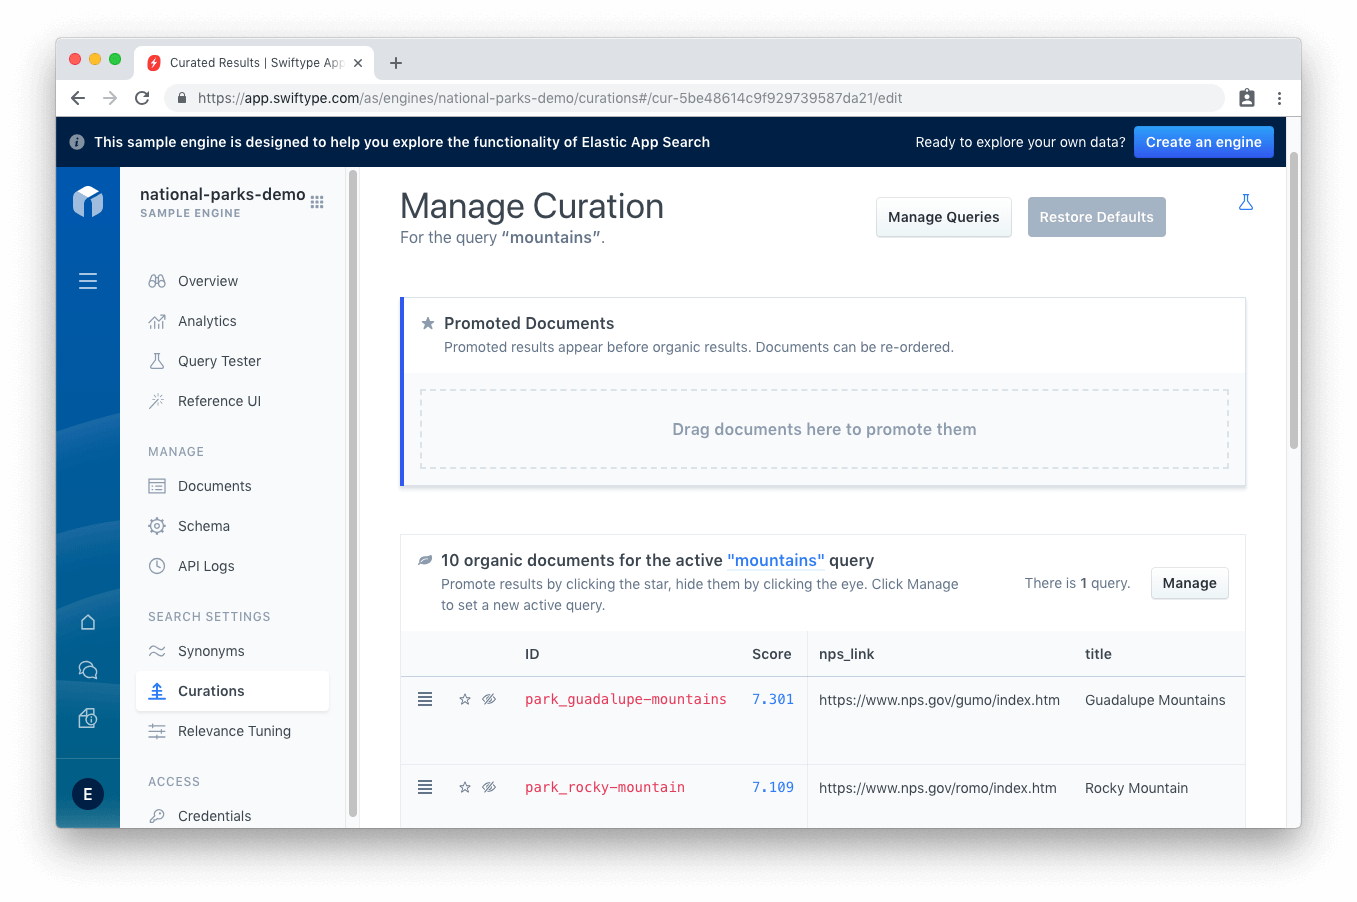 Curated Results | Swiftype App
https://app.swiftype.com/as/engines/national-parks-demo/curations#/cur-5be48614c9f929739587da21/edit
This sample engine is designed to help you explore the functionality of Elastic App Search
Ready to explore your own data?
Create an engine
national-parks-demo
SAMPLE ENGINE
Overview
Analytics
Query Tester
Reference UI
MANAGE
Documents
Schema
API Logs
SEARCH SETTINGS
Synonyms
Curations
Relevance Tuning
ACCESS
Credentials
E
Manage Curation
For the query “mountains”.
Manage Queries
Restore Defaults
Promoted Documents
Promoted results appear before organic results. Documents can be re-ordered.
Drag documents here to promote them
10 organic documents for the active "mountains" query
Promote results by clicking the star, hide them by clicking the eye. Click Manage
to set a new active query.
There is 1 query.
Manage
ID Score nps_link title
park_guadalupe-mountains 7.301 https://www.nps.gov/gumo/index.htm Guadalupe Mountains
park_rocky-mountain 7.109 https://www.nps.gov/romo/index.htm Rocky Mountain